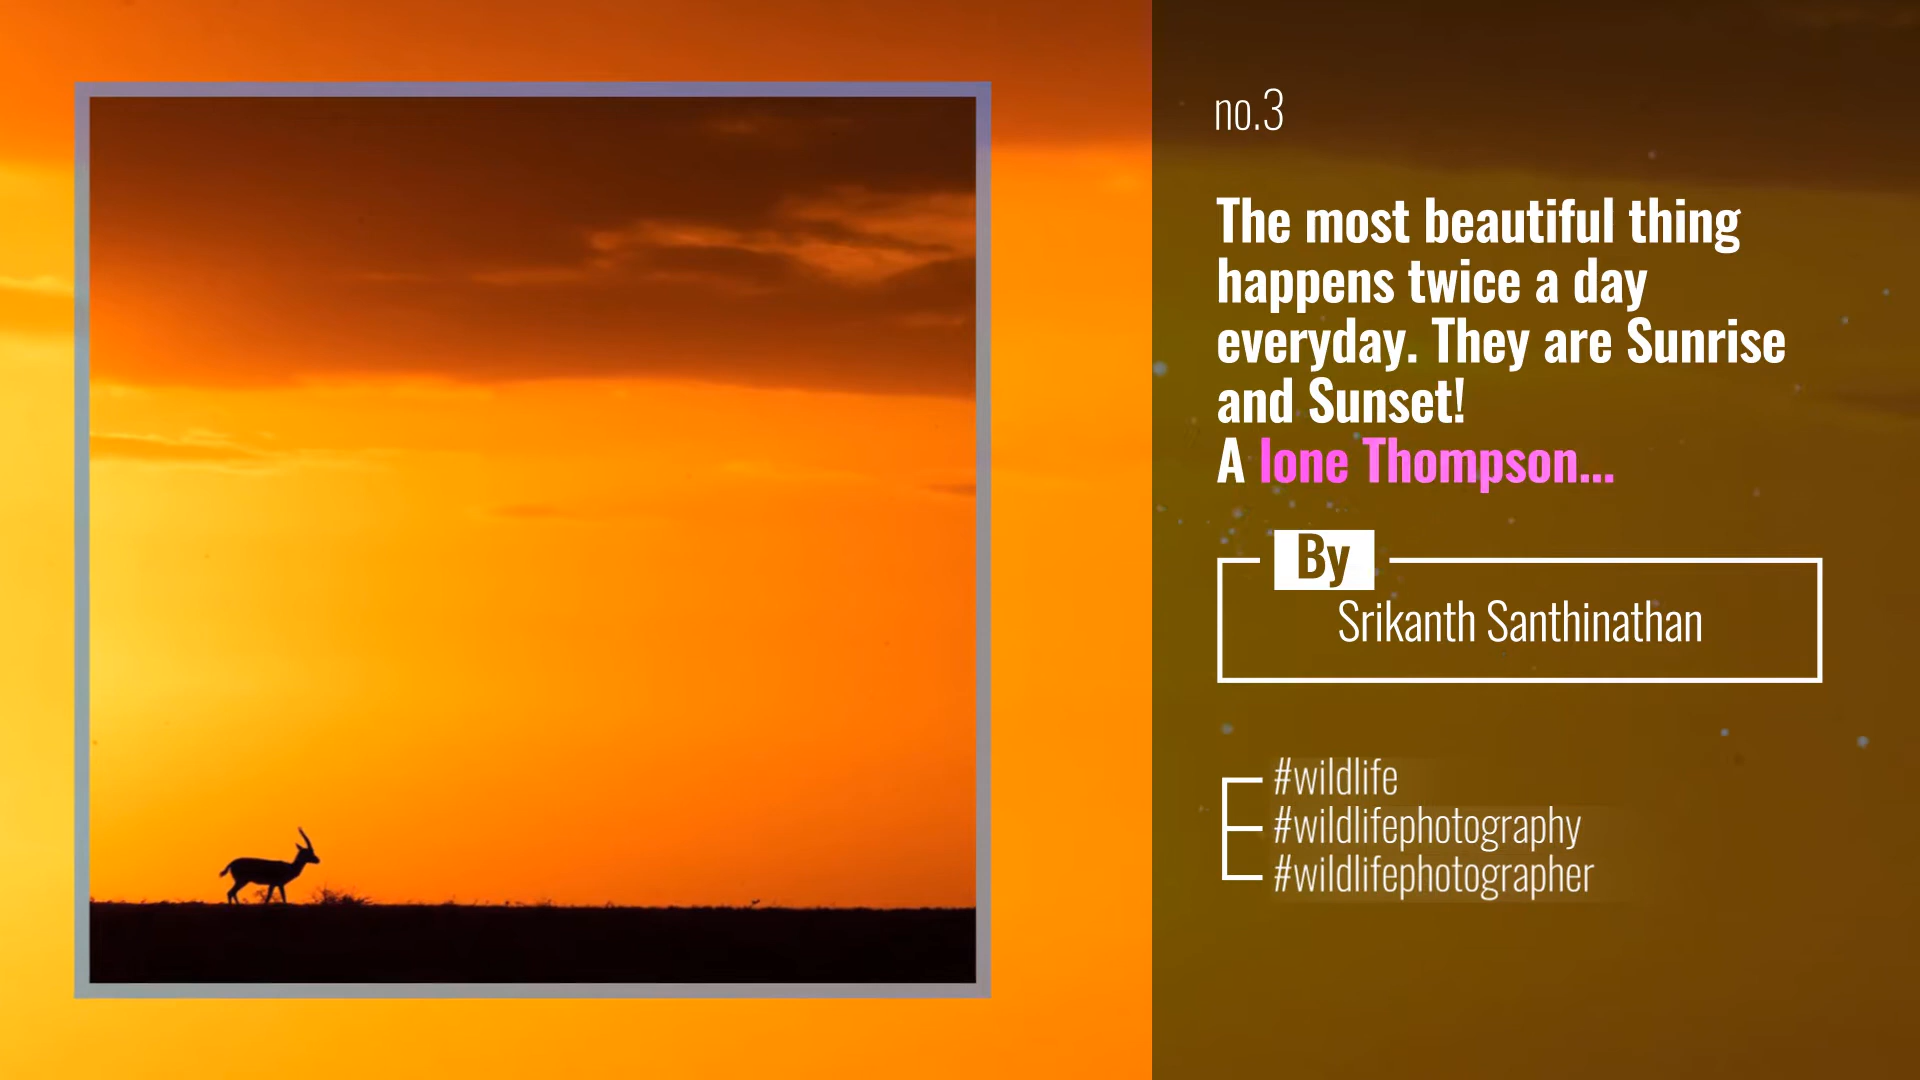 no.3
The most beautiful thing
happens twice a day
everyday. They are Sunrise
and Sunset!
A lone Thompson...
By
Srikanth Santhinathan
#wildlife
#wildlifephotography
#wildlifephotographer